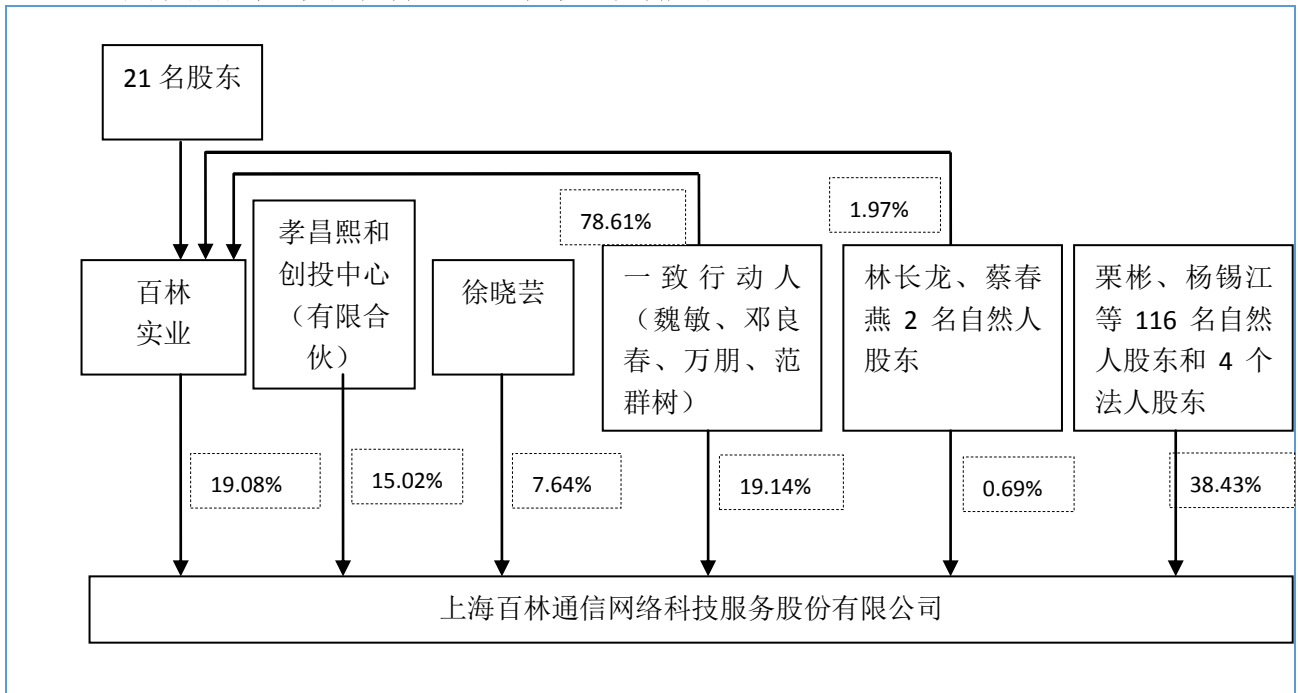 21 名股东
78.61%
1.97%
百林
实业
孝昌熙和
创投中心
（有限合
伙）
徐晓芸
一致行动人
（魏敏、邓良
春、万朋、范
群树）
林长龙、蔡春
燕 2 名自然人
股东
栗彬、杨锡江
等 116 名自然
人股东和 4 个
法人股东
19.08%
15.02%
7.64%
19.14%
0.69%
38.43%
上海百林通信网络科技服务股份有限公司